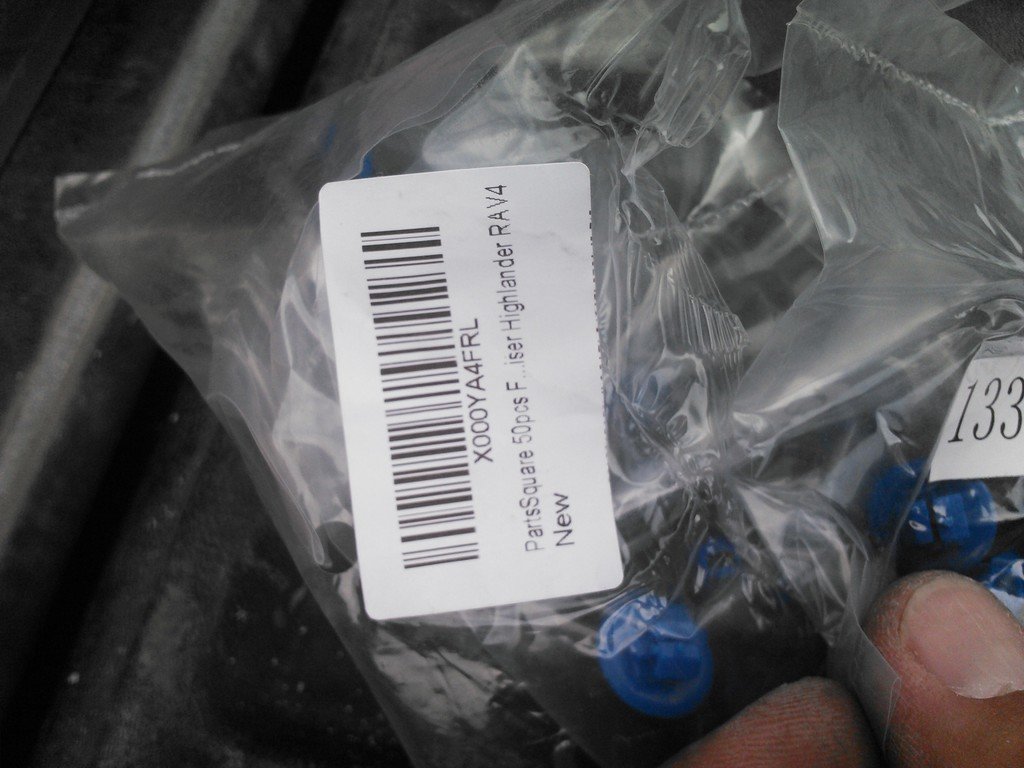 X000YA4FRL
PartsSquare 50pcs F...iser Highlander RAV4
New
133